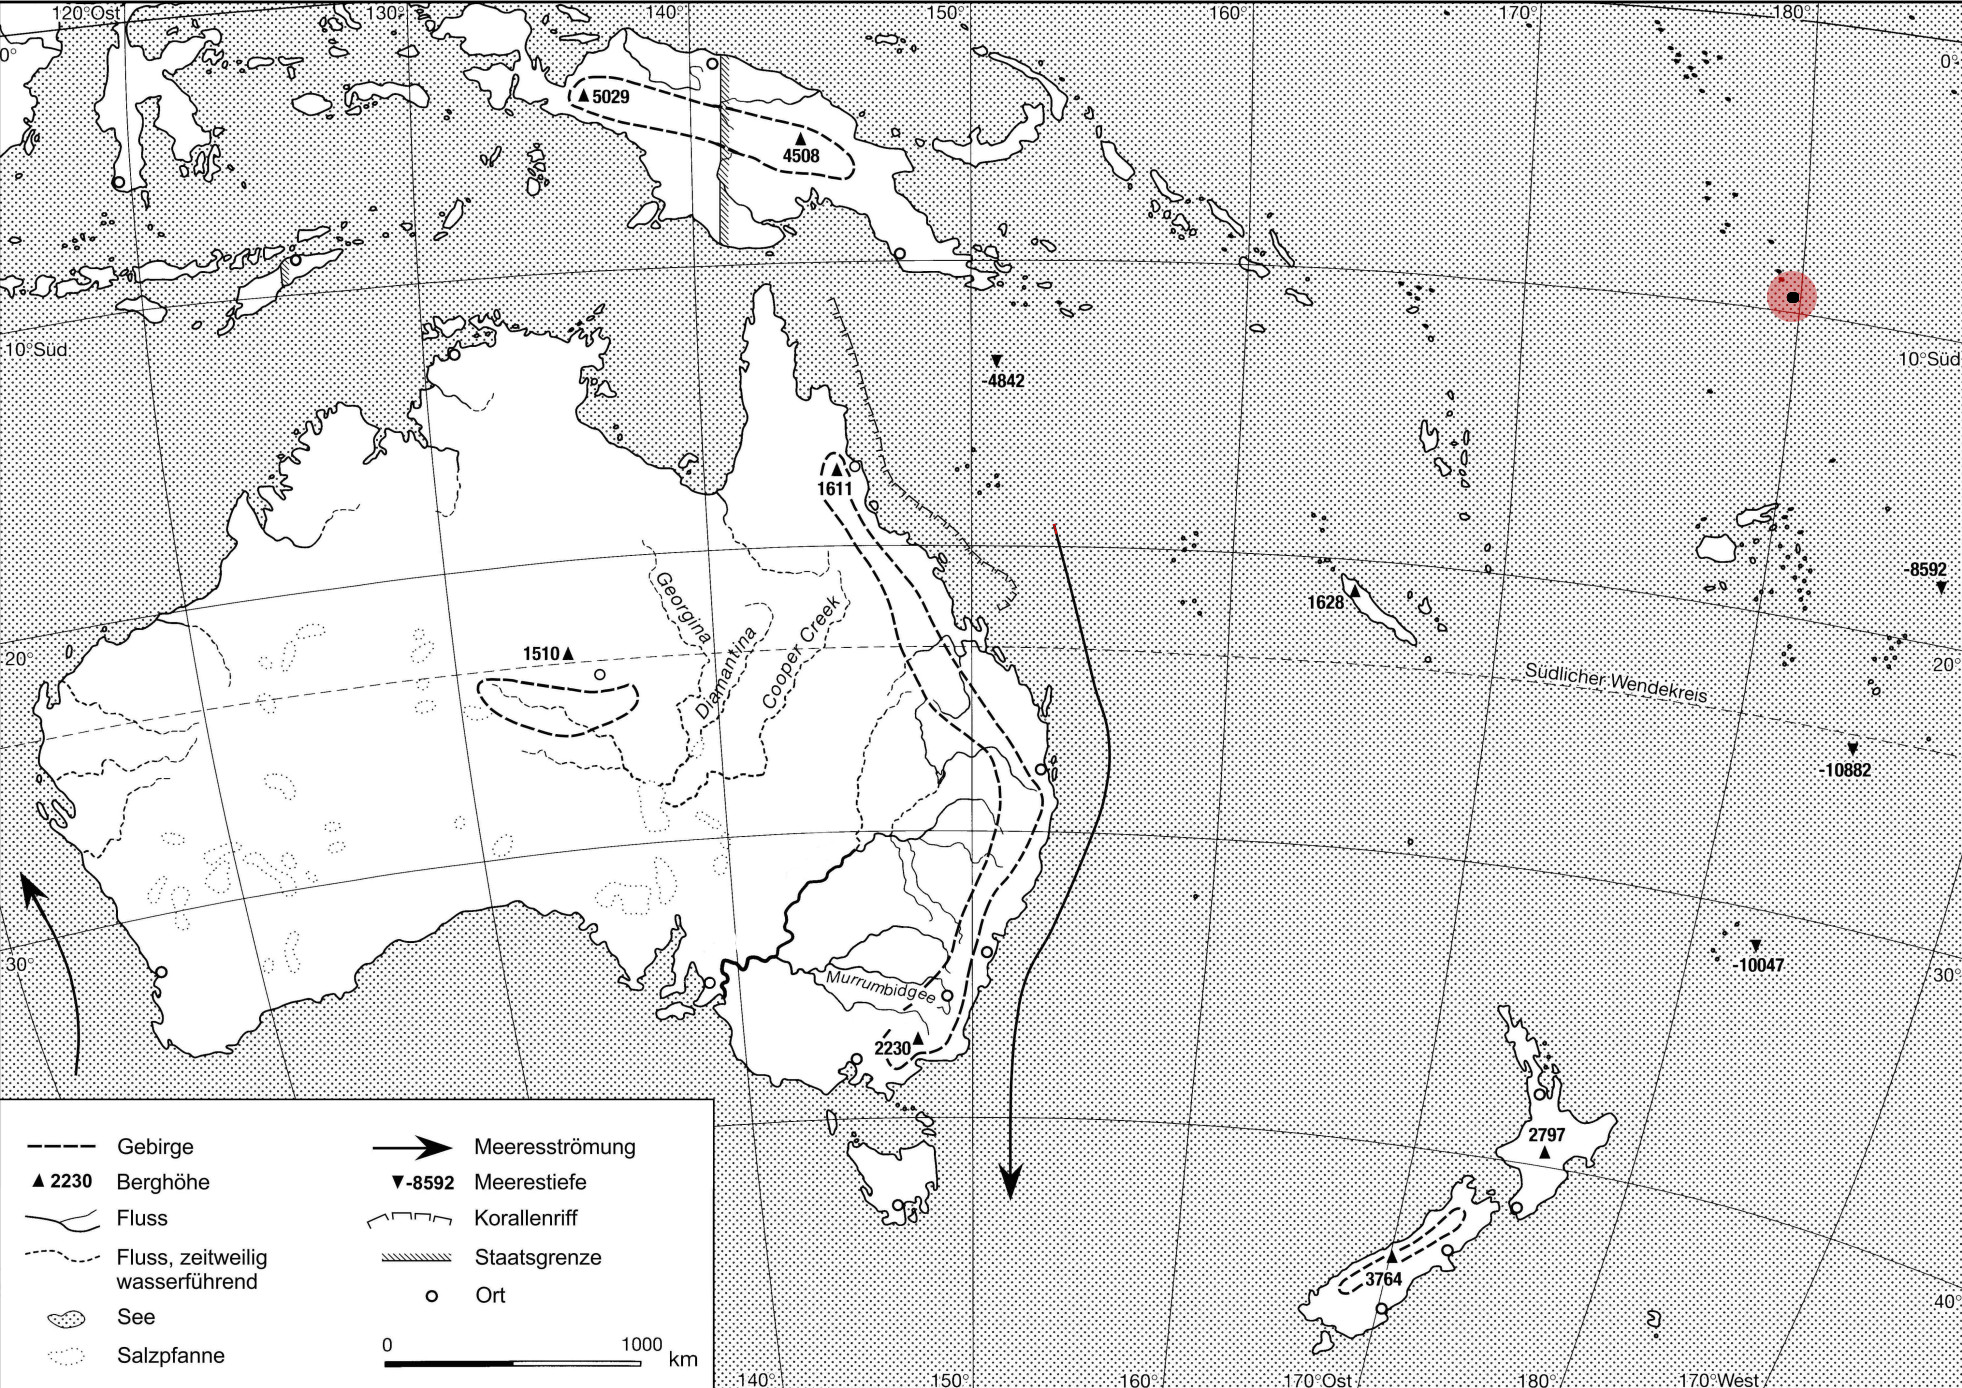 120°Ost
130°
140°
150°
160°
170°
180°
0°
0°
5029
4508
10°Süd
10°Süd
-4842
1611
-8592
Georgina
Diamantina
Cooper Creek
1628
1510
20°
20°
Südlicher Wendekreis
-10882
30°
30°
-10047
Murrumbidgee
2230
2797
3764
40°
Gebirge
2230 Berghöhe
Fluss
Fluss, zeitweilig
wasserführend
See
Salzpfanne
Meeresströmung
-8592 Meerestiefe
Korallenriff
Staatsgrenze
Ort
0 1000 km
140°
150°
160°
170°Ost
180°
170°West